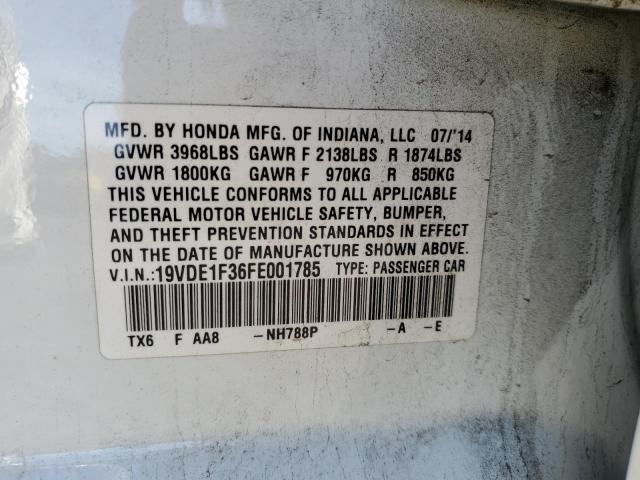 MFD. BY HONDA MFG. OF INDIANA, LLC 07/'14
GVWR 3968LBS GAWR F 2138LBS R 1874LBS
GVWR 1800KG GAWR F 970KG R 850KG
THIS VEHICLE CONFORMS TO ALL APPLICABLE
FEDERAL MOTOR VEHICLE SAFETY, BUMPER,
AND THEFT PREVENTION STANDARDS IN EFFECT
ON THE DATE OF MANUFACTURE SHOWN ABOVE.
V.I.N.:19VDE1F36FE001785 TYPE: PASSENGER CAR
TX6 F AA8 -NH788P -A -E